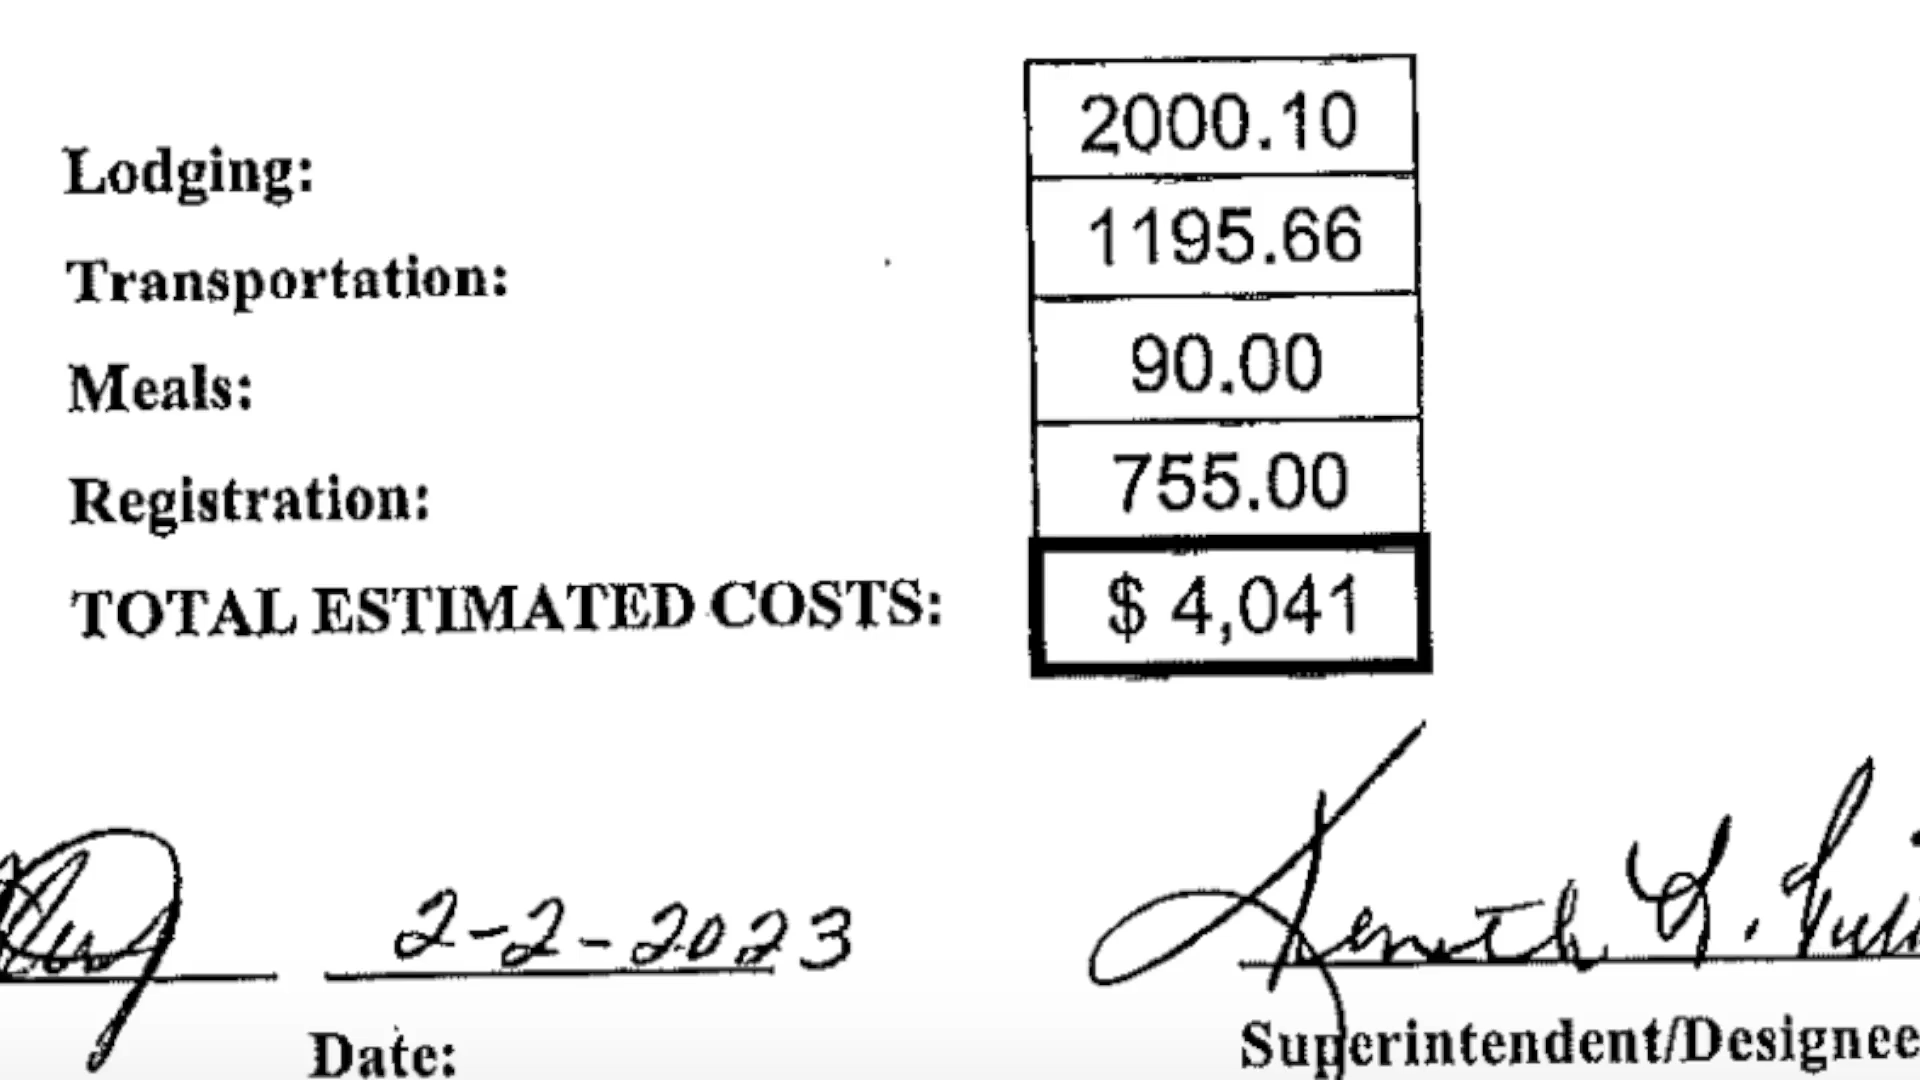 Lodging: 2000.10
Transportation: 1195.66
Meals: 90.00
Registration: 755.00
TOTAL ESTIMATED COSTS: $ 4,041
2-2-2023 Kenneth
Date: Superintendent/Designee